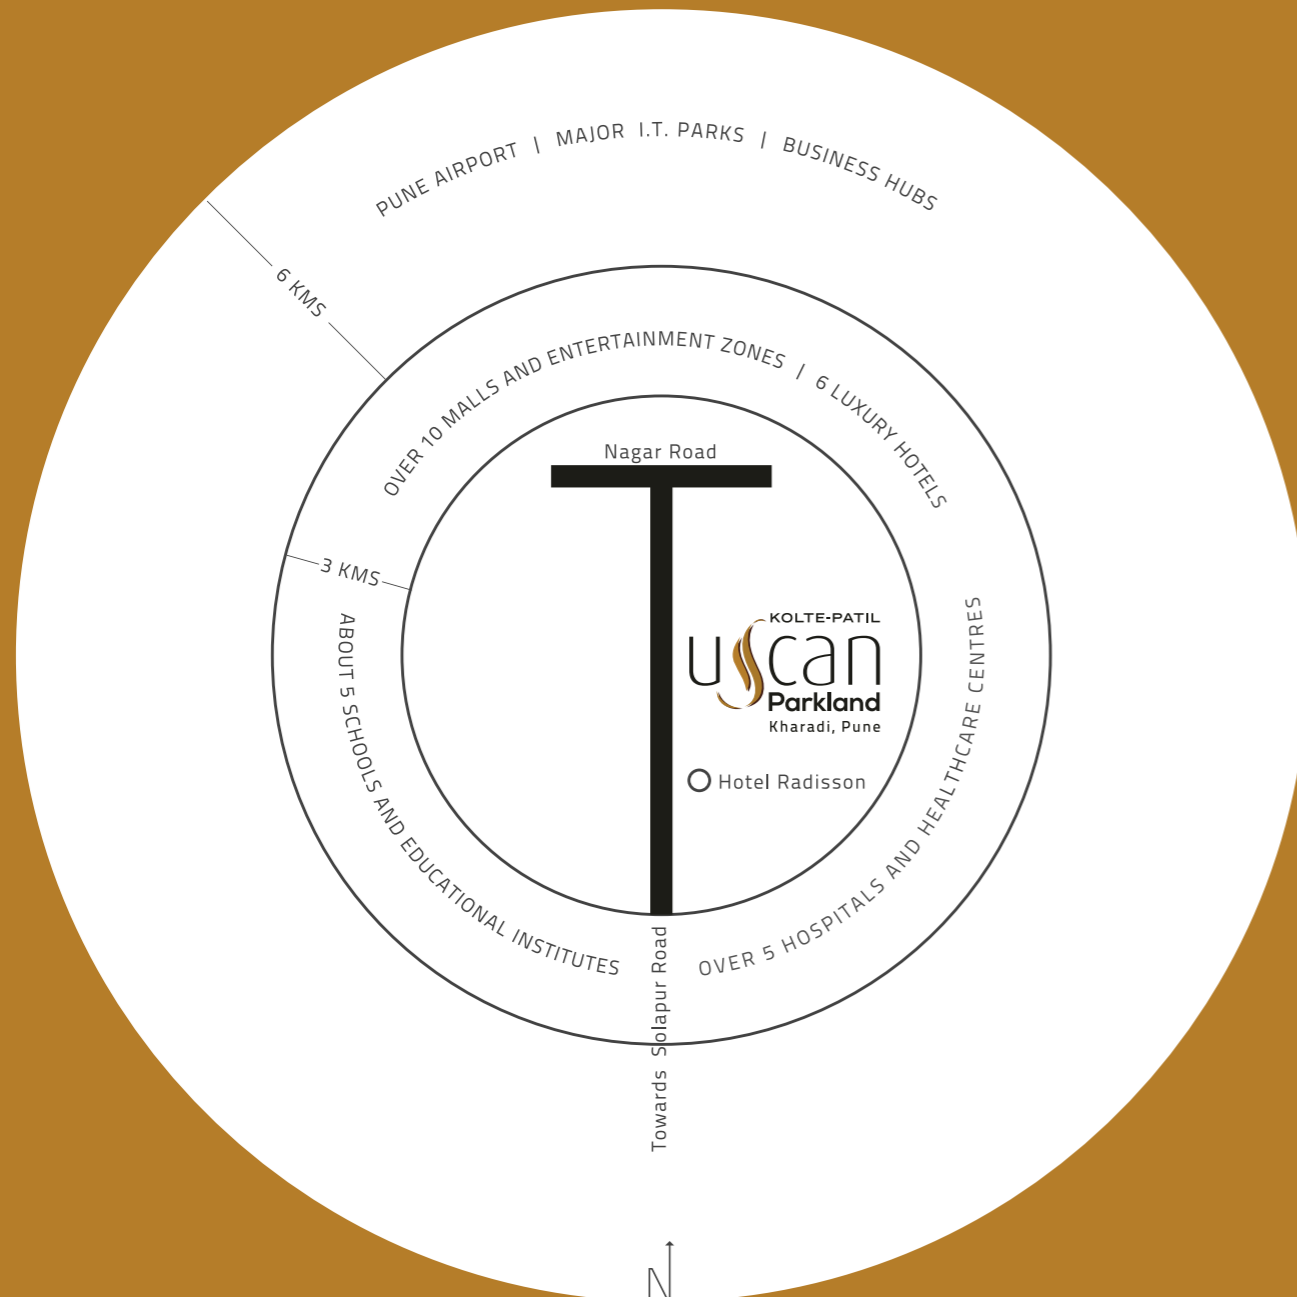 PUNE AIRPORT | MAJOR I.T. PARKS | BUSINESS HUBS
6 KMS
OVER 10 MALLS AND ENTERTAINMENT ZONES | 6 LUXURY HOTELS
3 KMS
Nagar Road
KOLTE-PATIL
Tuscan
Parkland
Kharadi, Pune
Hotel Radisson
ABOUT 5 SCHOOLS AND EDUCATIONAL INSTITUTES
OVER 5 HOSPITALS AND HEALTHCARE CENTRES
Towards Solapur Road
N